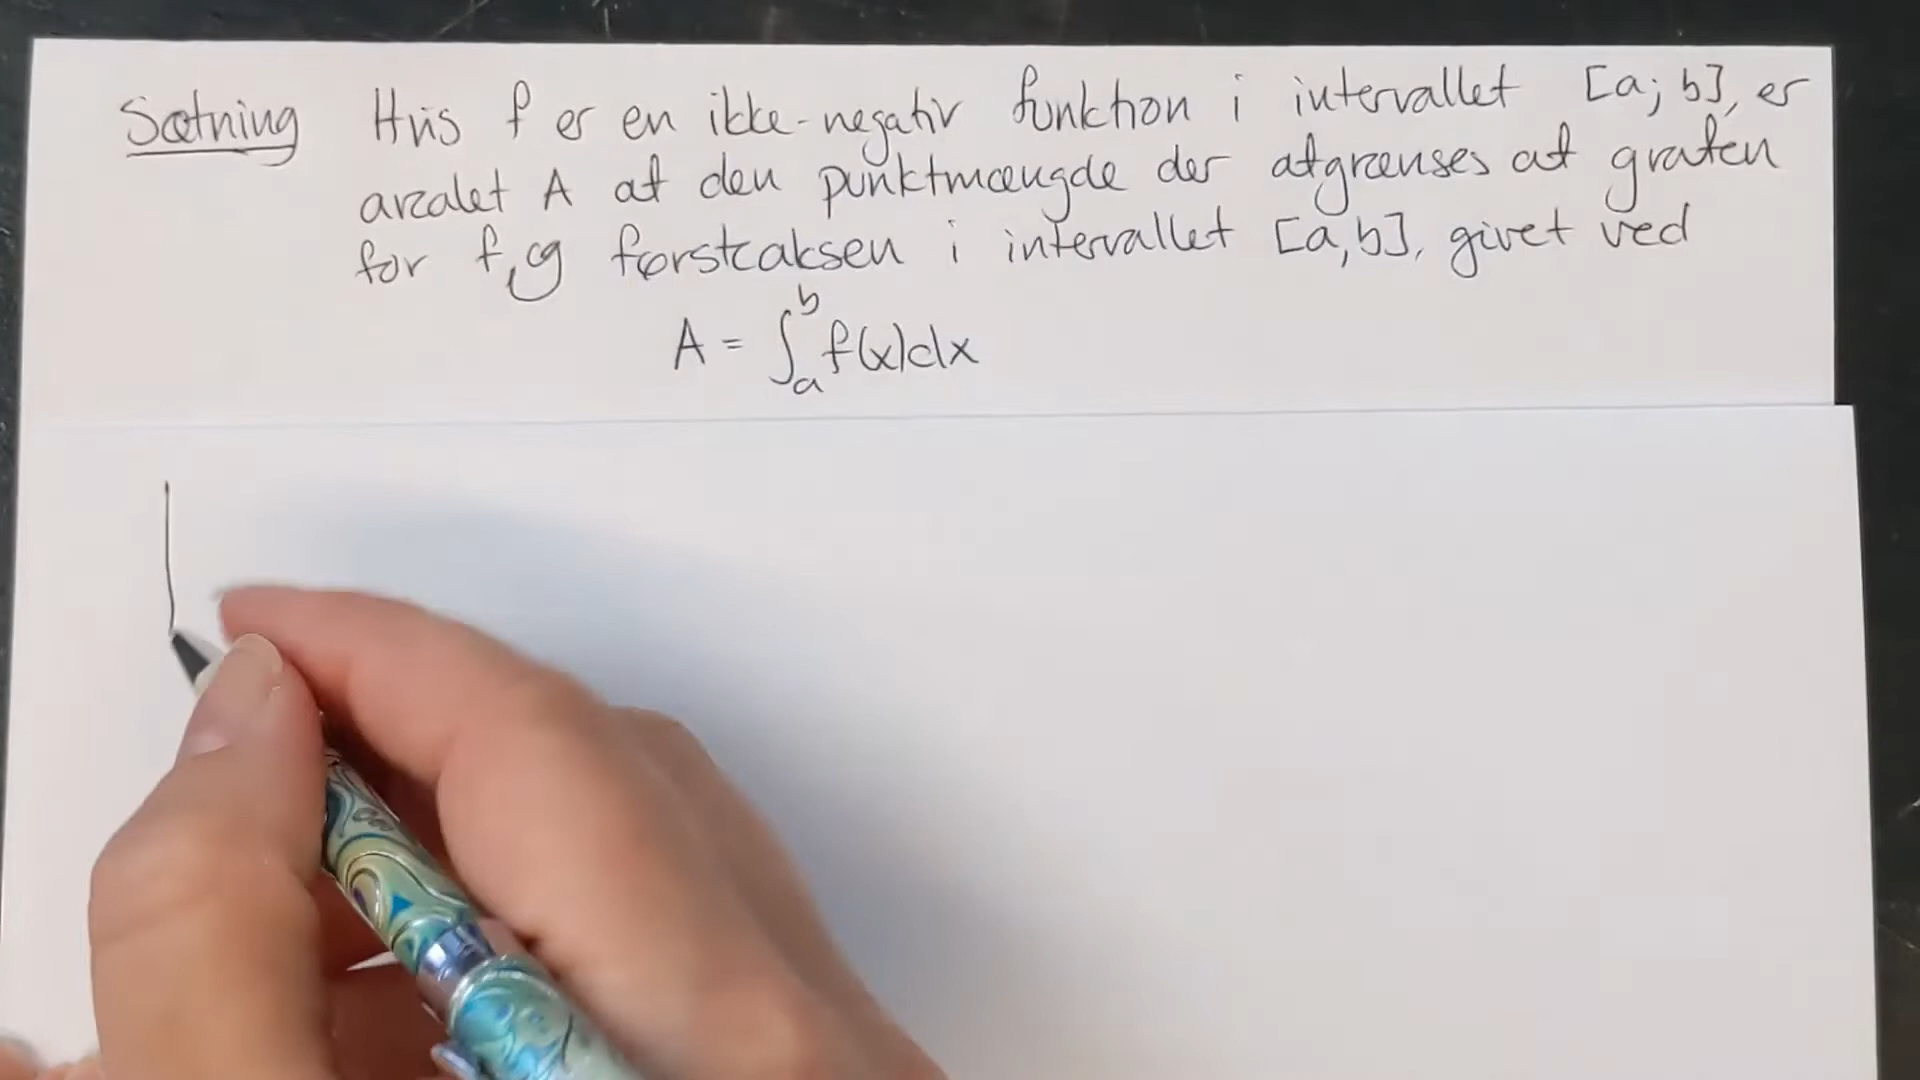 Sætning Hvis f er en ikke-negativ funktion i intervallet [a; b], er
arealet A af den punktmængde der afgrænses af grafen
for f, og førsteaksen i intervallet [a, b], givet ved
A = ∫_a^b f(x)dx